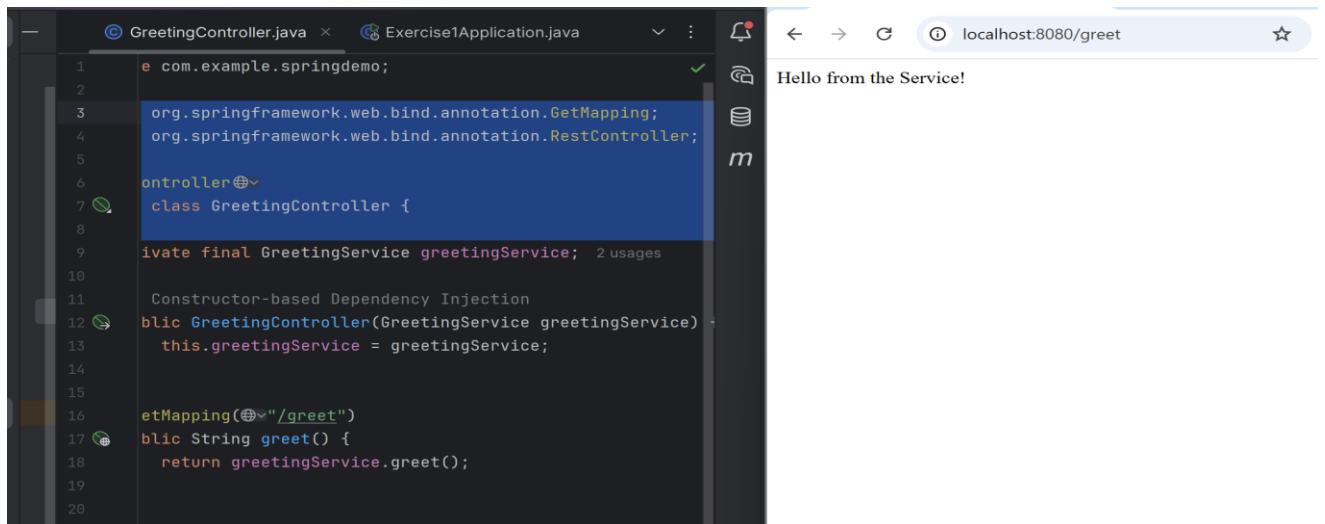 GreetingController.java
Exercise1Application.java
1 e com.example.springdemo;
2
3 org.springframework.web.bind.annotation.GetMapping;
4 org.springframework.web.bind.annotation.RestController;
5
6 ontroller
7 class GreetingController {
8
9 ivate final GreetingService greetingService; 2 usages
10
11 Constructor-based Dependency Injection
12 blic GreetingController(GreetingService greetingService)
13 this.greetingService = greetingService;
14
15
16 etMapping("/greet")
17 blic String greet() {
18 return greetingService.greet();
19
20
m
localhost:8080/greet
Hello from the Service!